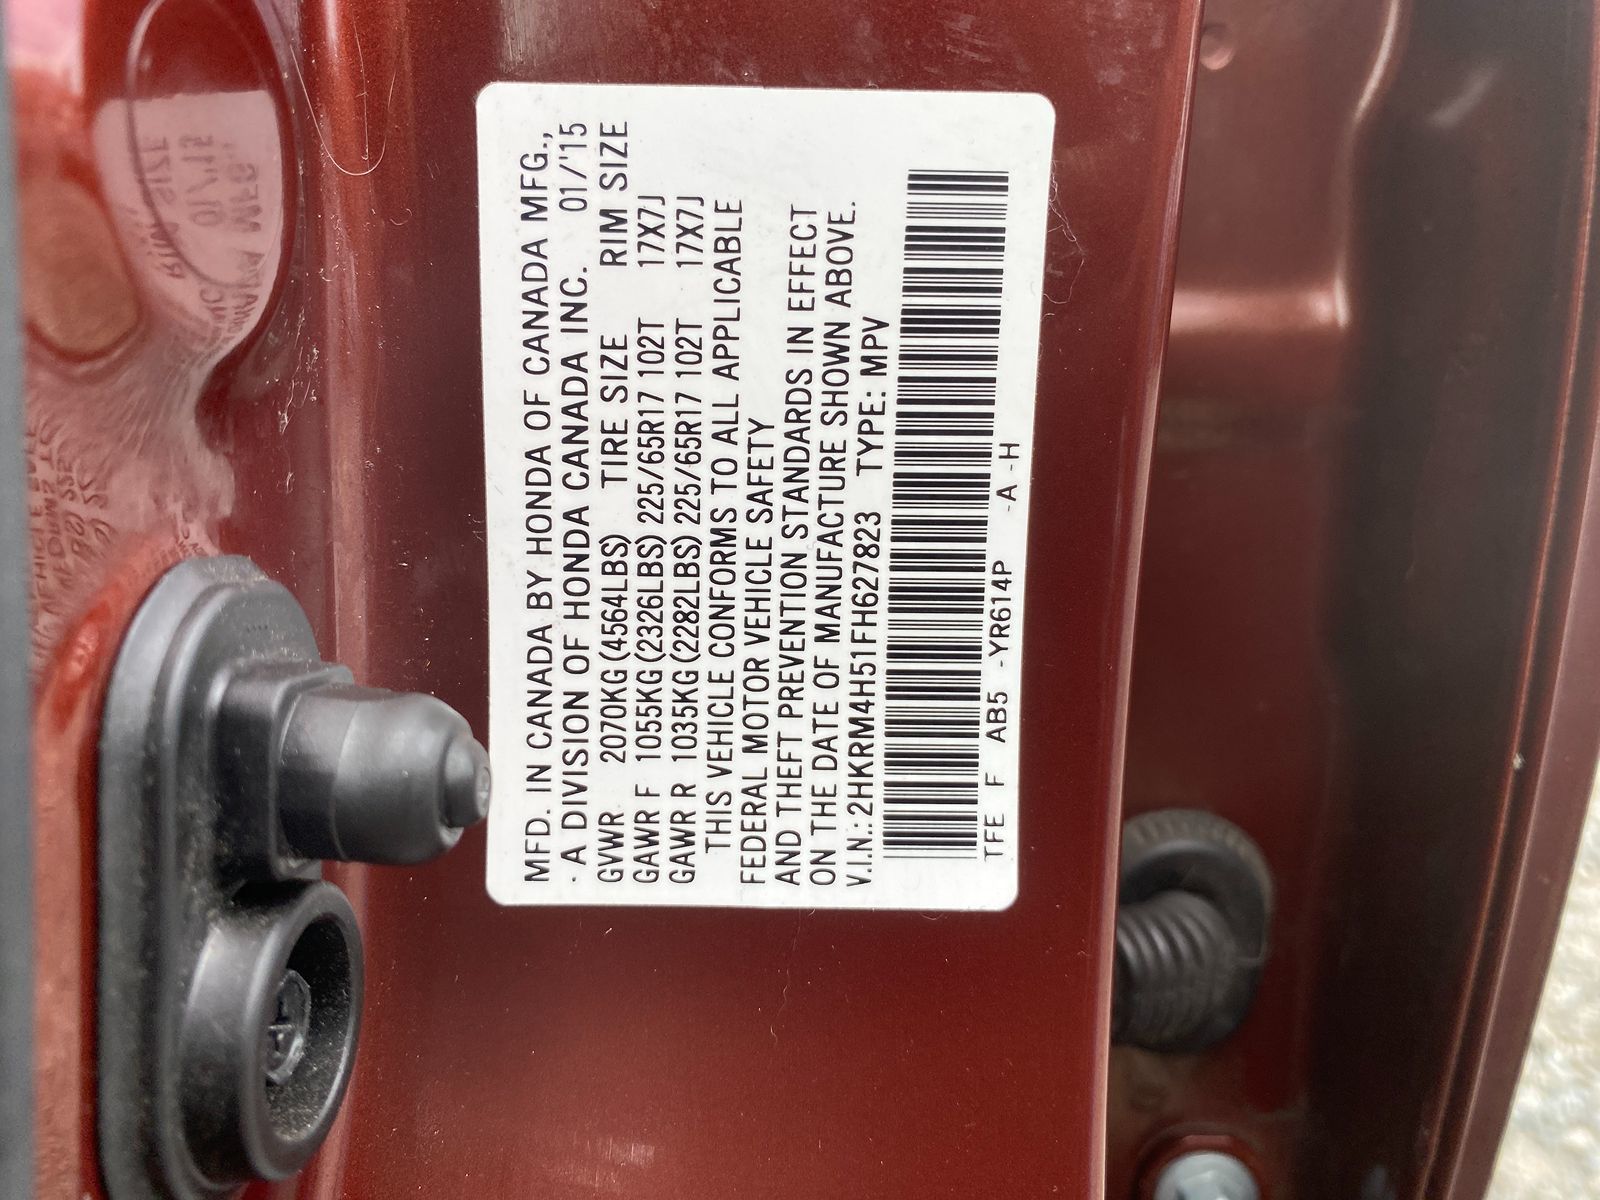 MFD. IN CANADA BY HONDA OF CANADA MFG.,
- A DIVISION OF HONDA CANADA INC. 01/'15
GVWR 2070KG (4564LBS) TIRE SIZE RIM SIZE
GAWR F 1055KG (2326LBS) 225/65R17 102T 17X7J
GAWR R 1035KG (2282LBS) 225/65R17 102T 17X7J
THIS VEHICLE CONFORMS TO ALL APPLICABLE
FEDERAL MOTOR VEHICLE SAFETY
AND THEFT PREVENTION STANDARDS IN EFFECT
ON THE DATE OF MANUFACTURE SHOWN ABOVE.
V.I.N.: 2HKRM4H51FH627823 TYPE: MPV
TFE F AB5 -YR614P -A -H